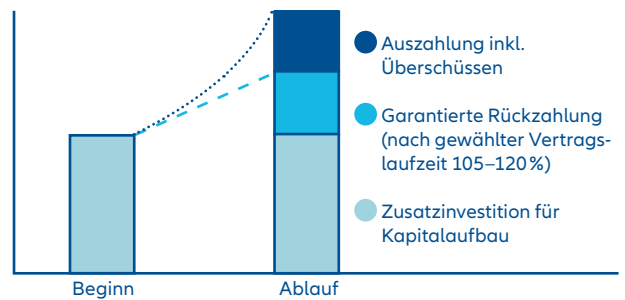 Auszahlung inkl.
Überschüssen
Garantierte Rückzahlung
(nach gewählter Vertrags-
laufzeit 105–120 %)
Zusatzinvestition für
Kapitalaufbau
Beginn
Ablauf